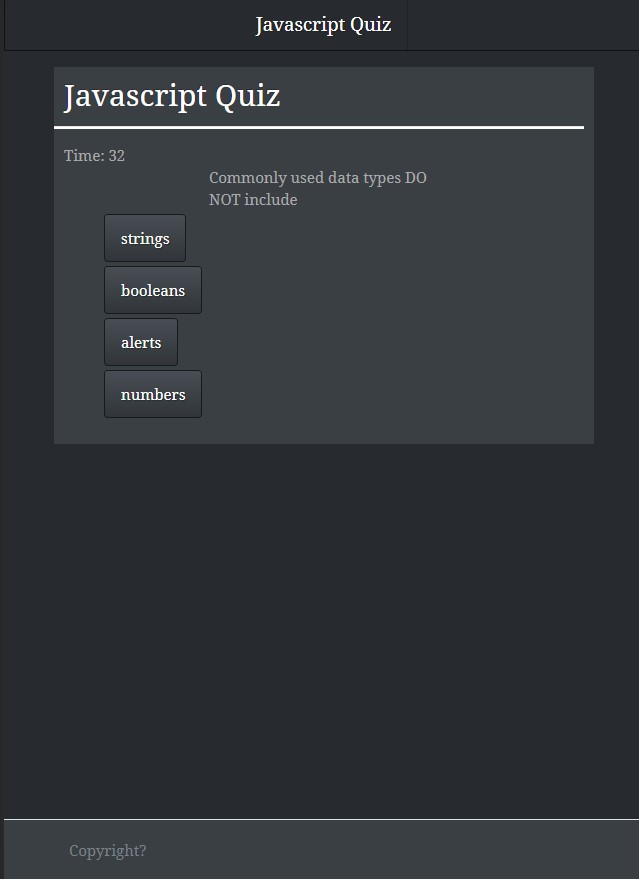 Javascript Quiz
Javascript Quiz
Time: 32
Commonly used data types DO
NOT include
strings
booleans
alerts
numbers
Copyright?